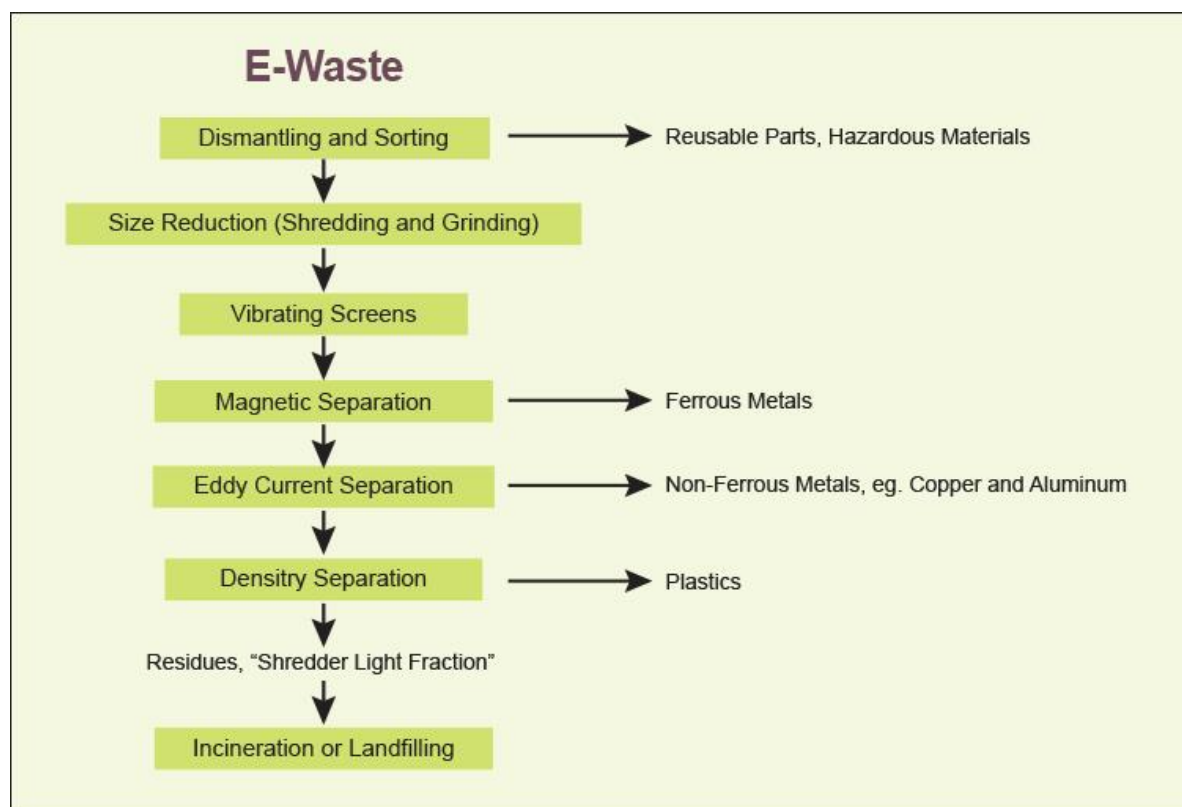 E-Waste
Dismantling and Sorting
Reusable Parts, Hazardous Materials
Size Reduction (Shredding and Grinding)
Vibrating Screens
Magnetic Separation
Ferrous Metals
Eddy Current Separation
Non-Ferrous Metals, eg. Copper and Aluminum
Densitry Separation
Plastics
Residues, “Shredder Light Fraction”
Incineration or Landfilling